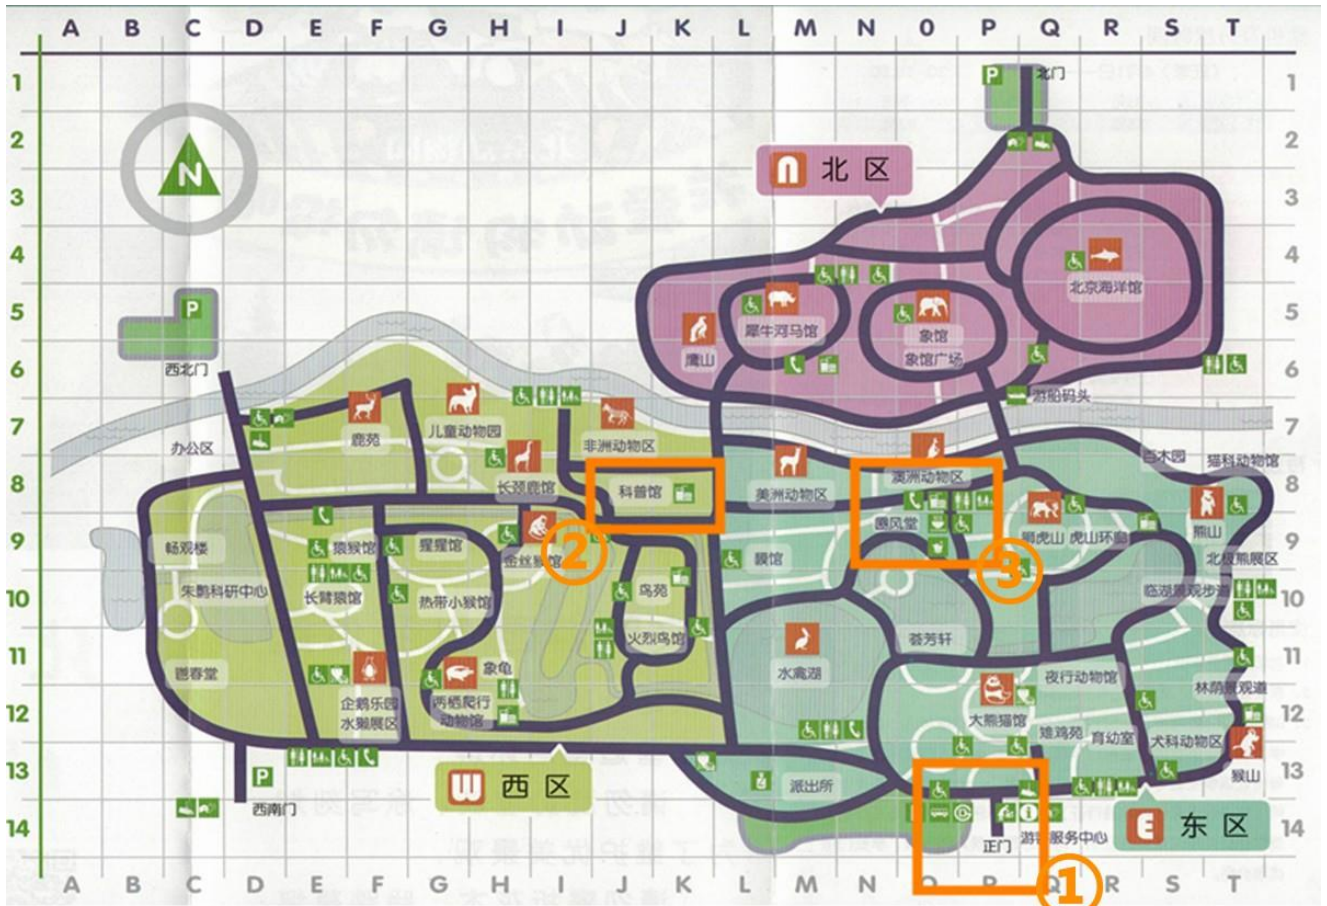 A B C D E F G H I J K L M N O P Q R S T
1
P
北门
2
N
n 北区
3
4
北京海洋馆
P
5
犀牛河马馆
象馆
鹰山
象馆广场
西北门
6
游船码头
7
鹿苑
儿童动物园
非洲动物区
办公区
百木园
猫科动物馆
澳洲动物区
8
长颈鹿馆
科普馆
美洲动物区
熊山
畅观楼
猿猴馆
猩猩馆
金丝猴馆
②
貘馆
飚风堂
狮虎山
虎山环廊
9
北极熊展区
③
朱鹮科研中心
长臂猿馆
热带小猴馆
鸟苑
临湖景观步道
10
火烈鸟馆
荟芳轩
11
鬯春堂
象龟
水禽湖
夜行动物馆
林荫景观道
企鹅乐园
水獭展区
两栖爬行
动物馆
大熊猫馆
12
雉鸡苑
育幼室
犬科动物区
13
P
W 西区
派出所
猴山
西南门
14
正门
游客服务中心
E 东区
A B C D E F G H I J K L M N O P Q R S T
①